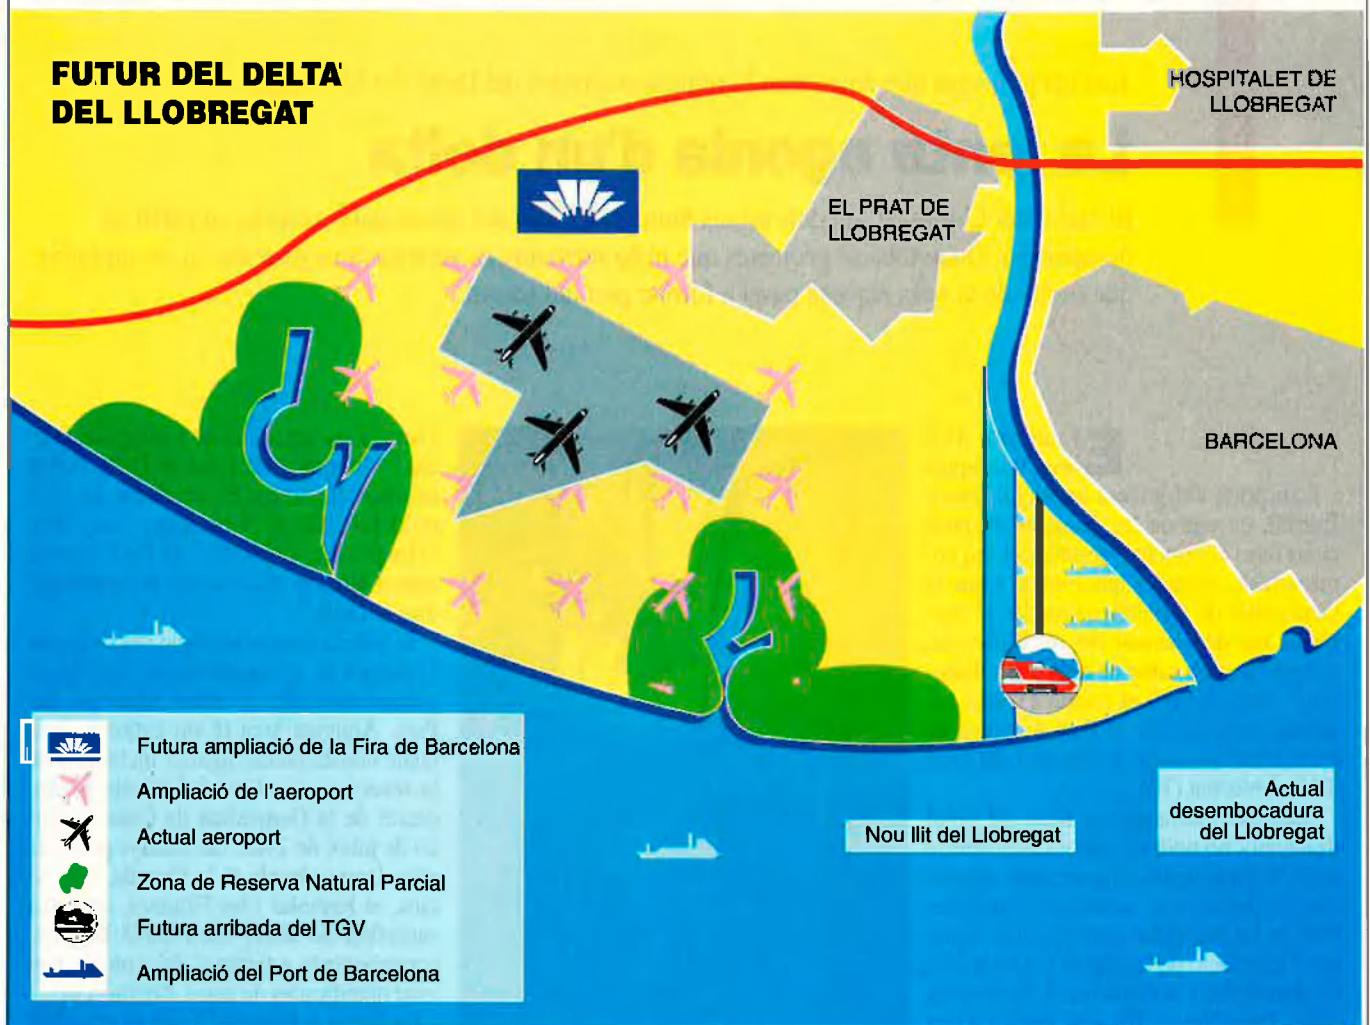 FUTUR DEL DELTA
DEL LLOBREGAT
HOSPITALET DE
LLOBREGAT
EL PRAT DE
LLOBREGAT
BARCELONA
Futura ampliació de la Fira de Barcelona
Ampliació de l'aeroport
Actual aeroport
Zona de Reserva Natural Parcial
Futura arribada del TGV
Ampliació del Port de Barcelona
Nou llit del Llobregat
Actual
desembocadura
del Llobregat